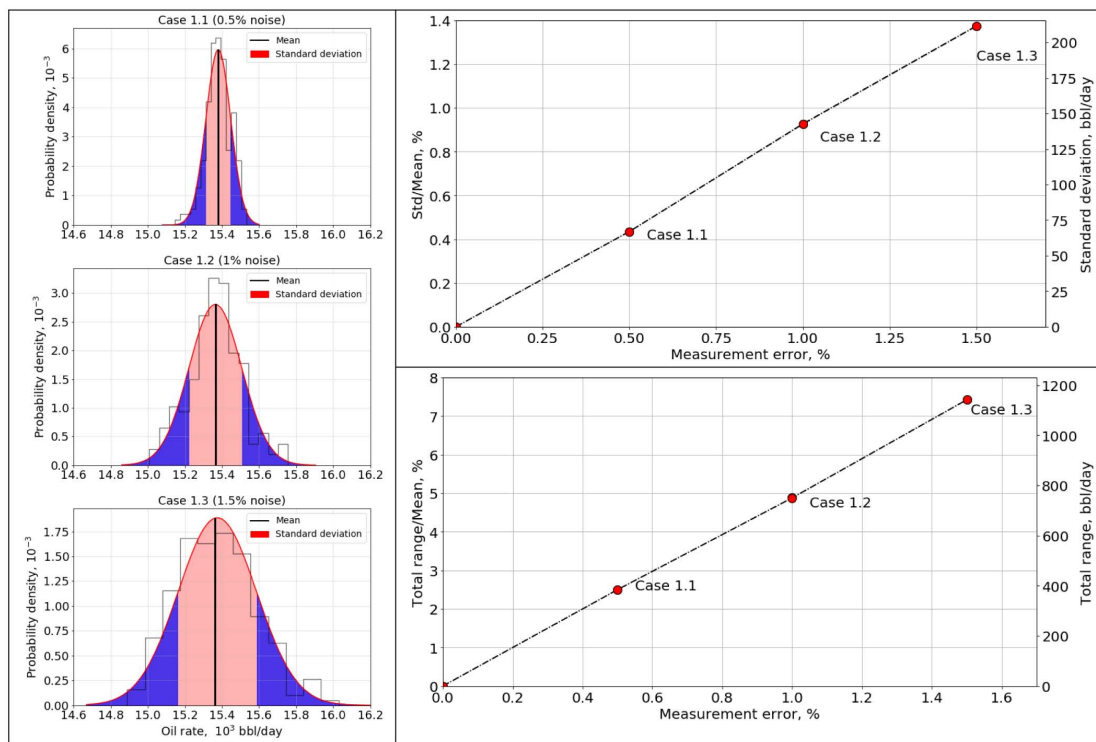 Case 1.1 (0.5% noise)
Mean
Standard deviation
Probability density, 10⁻³
6
5
4
3
2
1
0
14.6 14.8 15.0 15.2 15.4 15.6 15.8 16.0 16.2
Case 1.2 (1% noise)
Mean
Standard deviation
Probability density, 10⁻³
3.0
2.5
2.0
1.5
1.0
0.5
0.0
14.6 14.8 15.0 15.2 15.4 15.6 15.8 16.0 16.2
Case 1.3 (1.5% noise)
Mean
Standard deviation
Probability density, 10⁻³
1.75
1.50
1.25
1.00
0.75
0.50
0.25
0.00
14.6 14.8 15.0 15.2 15.4 15.6 15.8 16.0 16.2
Oil rate, 10³ bbl/day
Std/Mean, %
1.4
1.2
1.0
0.8
0.6
0.4
0.2
0.0
Case 1.3
Case 1.2
Case 1.1
200
175
150
125
100
75
50
25
0
Standard deviation, bbl/day
0.00 0.25 0.50 0.75 1.00 1.25 1.50
Measurement error, %
Total range/Mean, %
8
7
6
5
4
3
2
1
0
Case 1.3
Case 1.2
Case 1.1
1200
1000
800
600
400
200
0
Total range, bbl/day
0.0 0.2 0.4 0.6 0.8 1.0 1.2 1.4 1.6
Measurement error, %